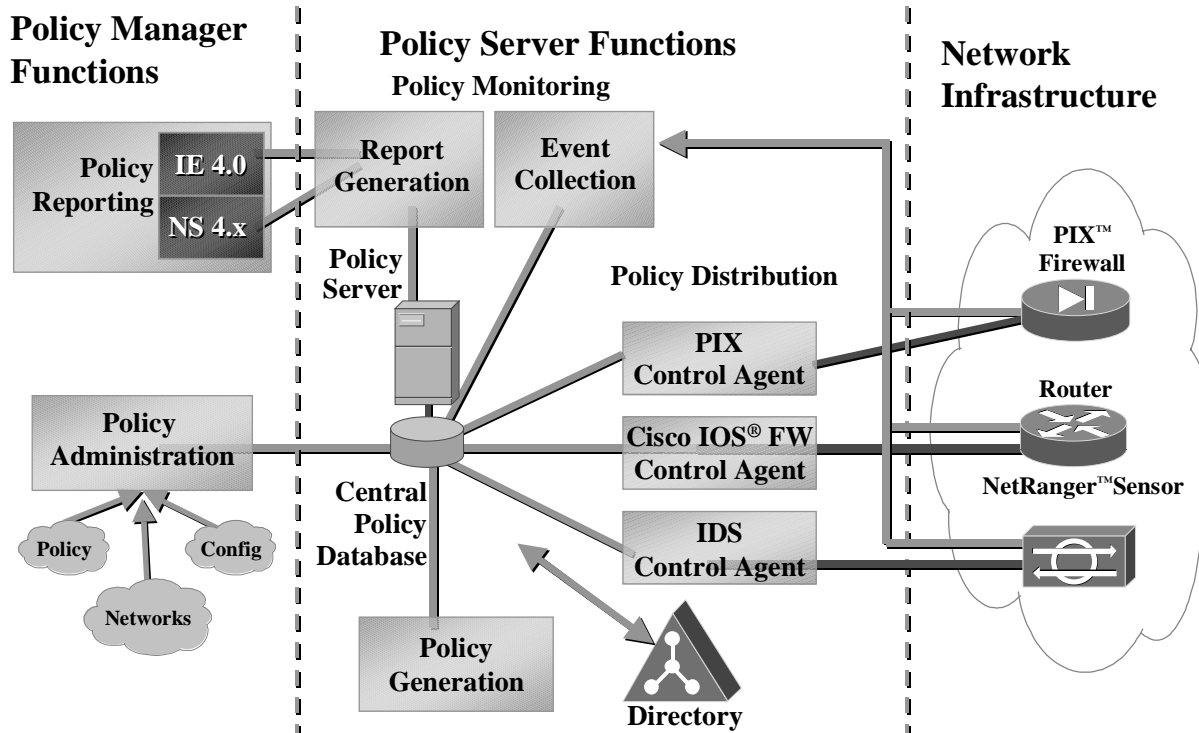 Policy Manager
Functions
Policy Server Functions
Policy Monitoring
Network
Infrastructure
Policy
Reporting
IE 4.0
NS 4.x
Report
Generation
Event
Collection
Policy
Server
Policy Distribution
PIX™
Firewall
PIX
Control Agent
Policy
Administration
Cisco IOS® FW
Control Agent
Router
NetRanger™Sensor
Central
Policy
Database
IDS
Control Agent
Policy
Config
Networks
Policy
Generation
Directory